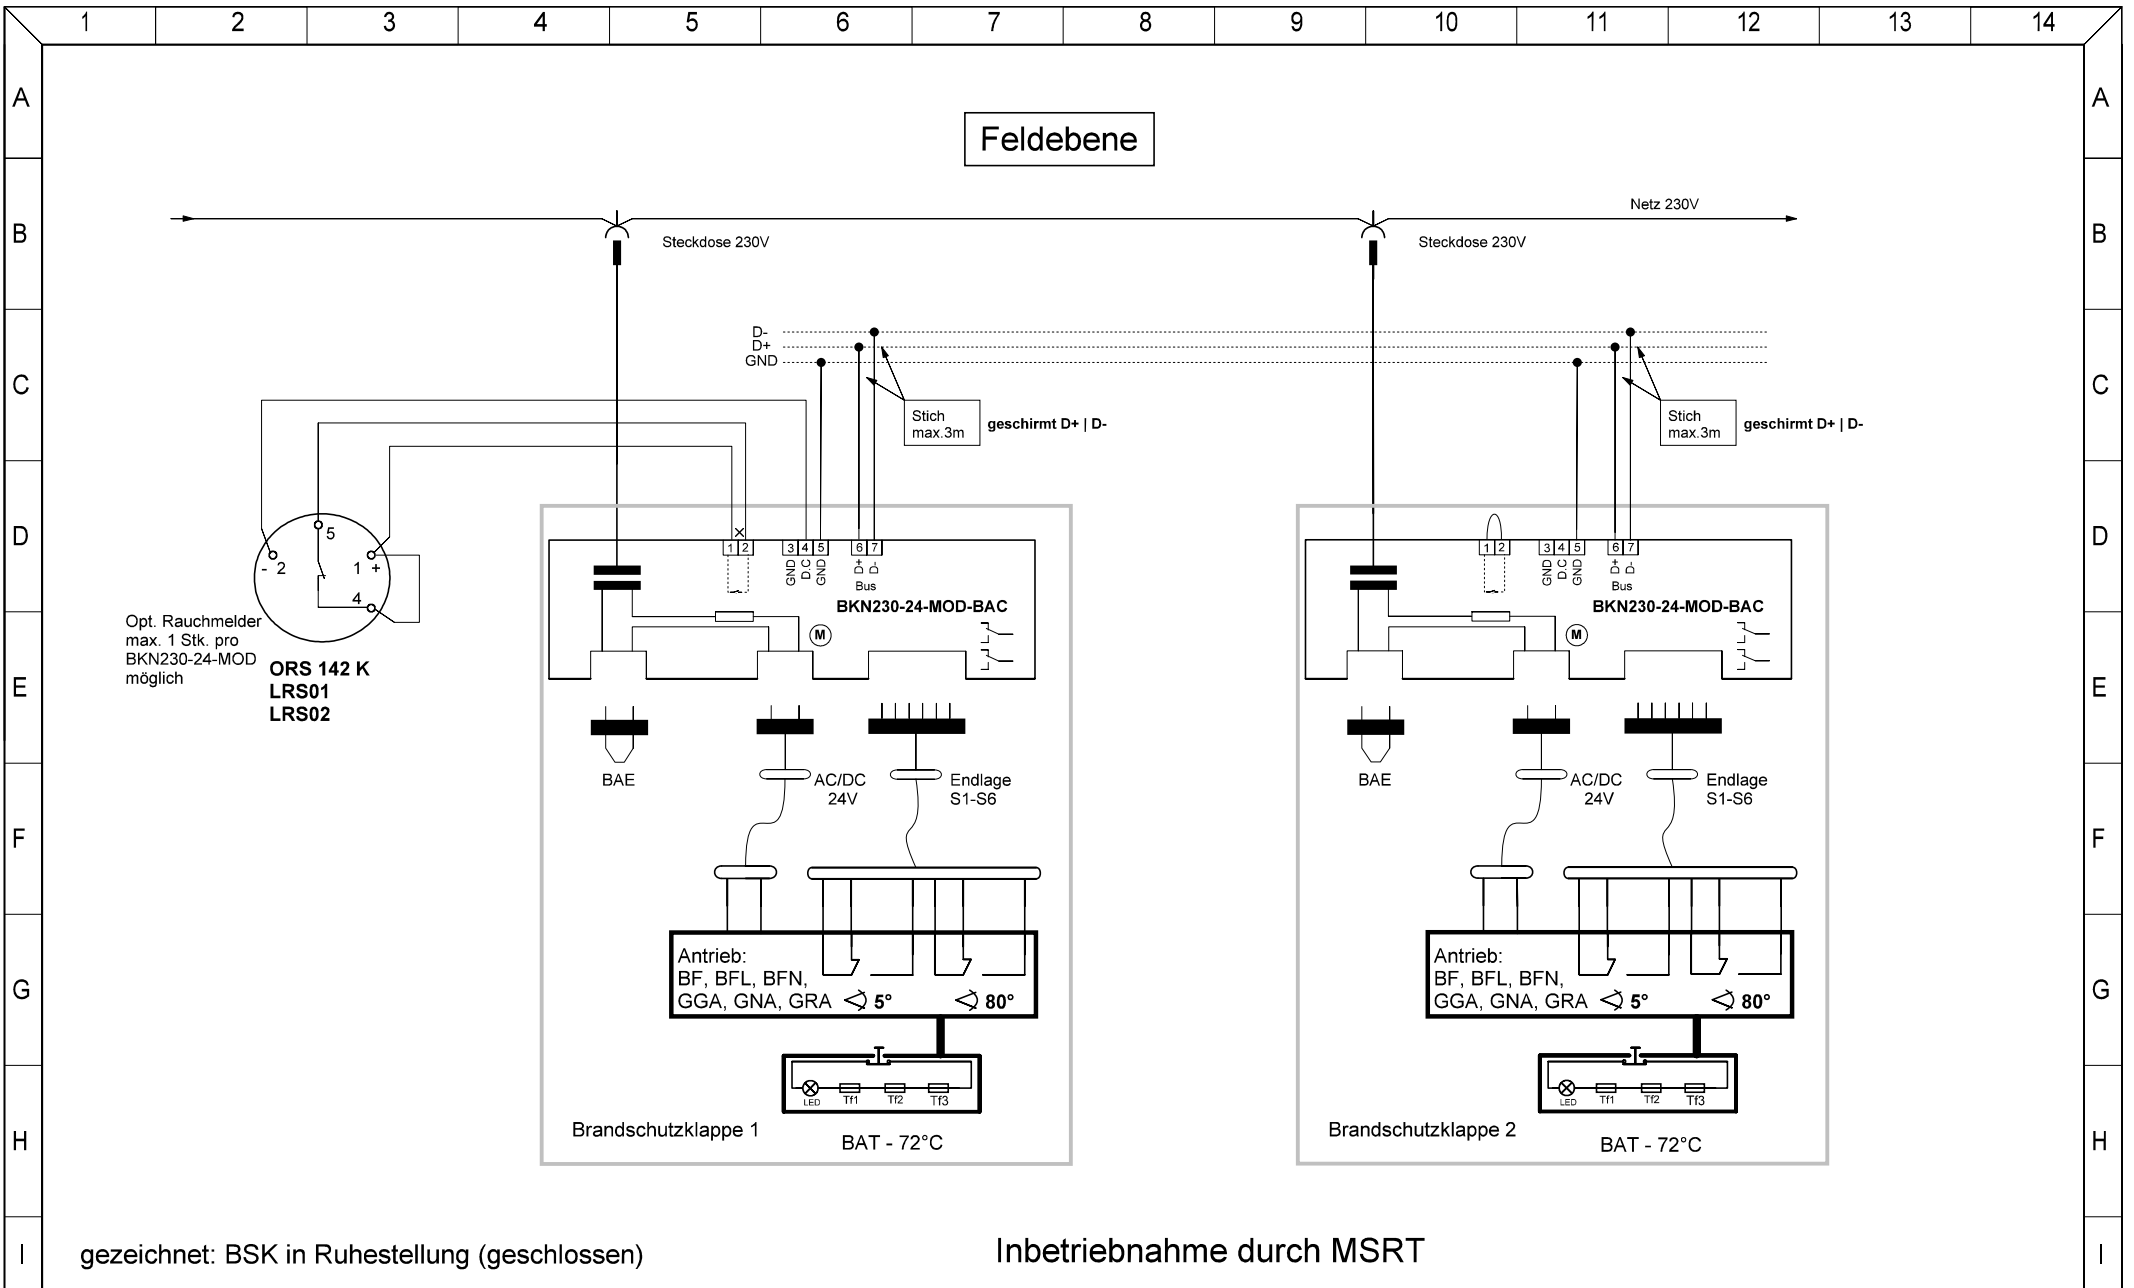 1 2 3 4 5 6 7 8 9 10 11 12 13 14
A A
Feldebene
B B
Netz 230V
Steckdose 230V Steckdose 230V
D-
D+
GND
C C
Stich
max.3m
geschirmt D+ | D-
Stich
max.3m
geschirmt D+ | D-
D D
5
- 2
1 +
4
Opt. Rauchmelder
max. 1 Stk. pro
BKN230-24-MOD
möglich
ORS 142 K
LRS01
LRS02
1 2 3 4 5 6 7
GND D.C GND D+ D-
Bus
BKN230-24-MOD-BAC
M
1 2 3 4 5 6 7
GND D.C GND D+ D-
Bus
BKN230-24-MOD-BAC
M
E E
BAE
AC/DC
24V
Endlage
S1-S6
BAE
AC/DC
24V
Endlage
S1-S6
F F
G G
Antrieb:
BF, BFL, BFN,
GGA, GNA, GRA 5° 80°
Antrieb:
BF, BFL, BFN,
GGA, GNA, GRA 5° 80°
LED Tf1 Tf2 Tf3
LED Tf1 Tf2 Tf3
H H
Brandschutzklappe 1
BAT - 72°C
Brandschutzklappe 2
BAT - 72°C
I I
gezeichnet: BSK in Ruhestellung (geschlossen)
Inbetriebnahme durch MSRT